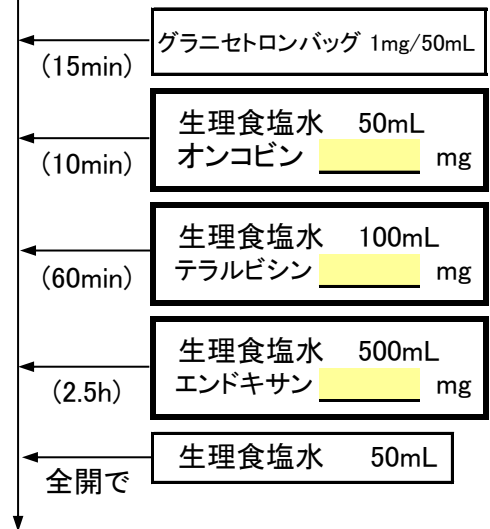 グラニセトロンバッグ 1mg/50mL
(15min)
生理食塩水 50mL
オンコビン mg
(10min)
生理食塩水 100mL
テラルビシン mg
(60min)
生理食塩水 500mL
エンドキサン mg
(2.5h)
生理食塩水 50mL
全開で